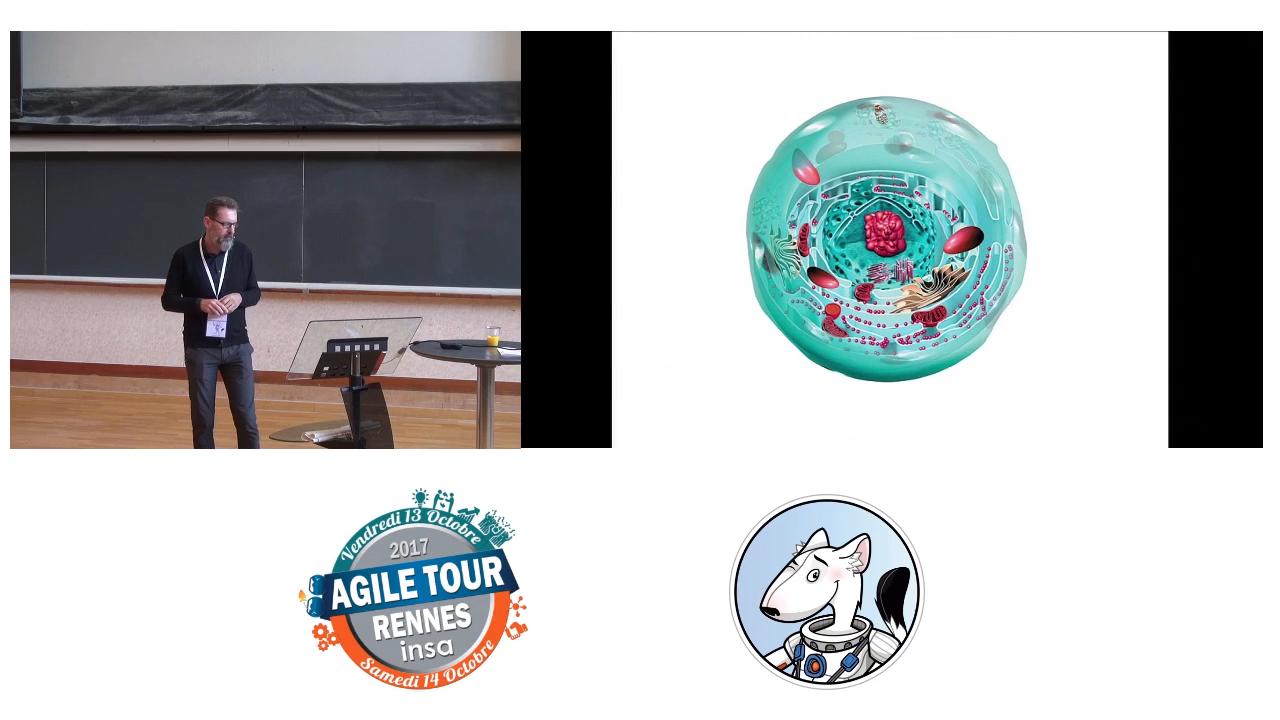 Vendredi 13 Octobre
2017
AGILE TOUR
RENNES
insa
Samedi 14 Octobre